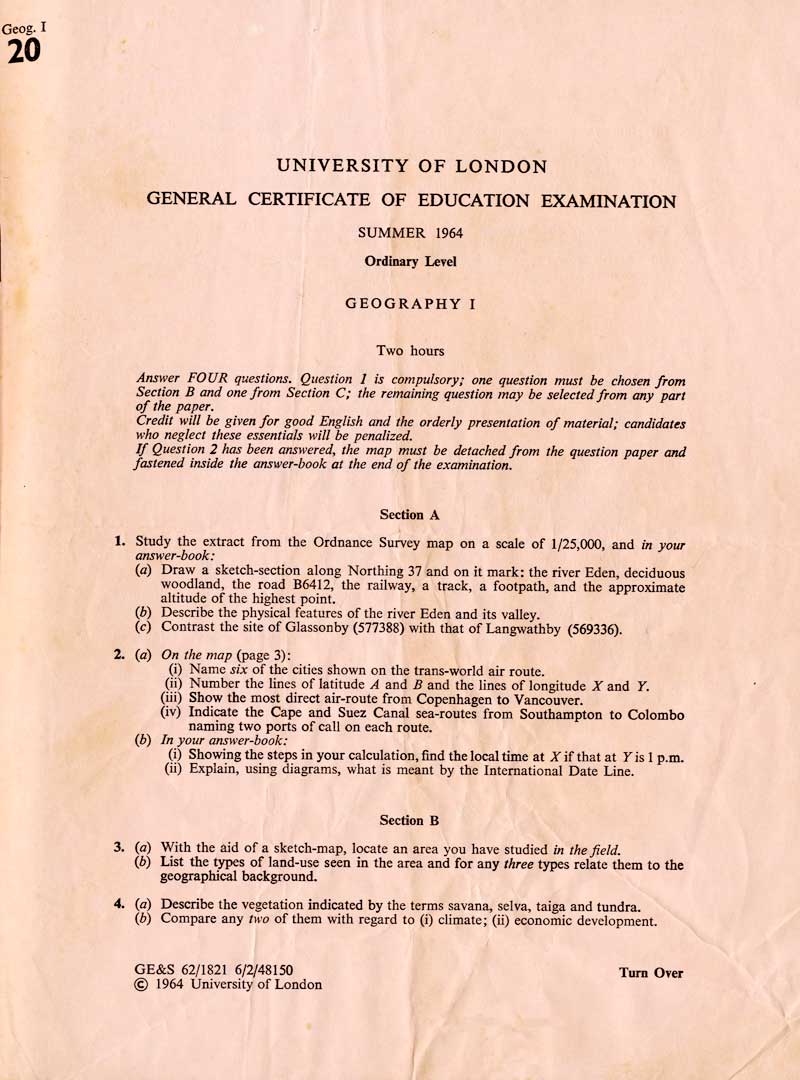 Geog. I
20
UNIVERSITY OF LONDON
GENERAL CERTIFICATE OF EDUCATION EXAMINATION
SUMMER 1964
Ordinary Level
GEOGRAPHY I
Two hours
Answer FOUR questions. Question 1 is compulsory; one question must be chosen from
Section B and one from Section C; the remaining question may be selected from any part
of the paper.
Credit will be given for good English and the orderly presentation of material; candidates
who neglect these essentials will be penalized.
If Question 2 has been answered, the map must be detached from the question paper and
fastened inside the answer-book at the end of the examination.
Section A
1. Study the extract from the Ordnance Survey map on a scale of 1/25,000, and in your
answer-book:
(a) Draw a sketch-section along Northing 37 and on it mark: the river Eden, deciduous
woodland, the road B6412, the railway, a track, a footpath, and the approximate
altitude of the highest point.
(b) Describe the physical features of the river Eden and its valley.
(c) Contrast the site of Glassonby (577388) with that of Langwathby (569336).
2. (a) On the map (page 3):
(i) Name six of the cities shown on the trans-world air route.
(ii) Number the lines of latitude A and B and the lines of longitude X and Y.
(iii) Show the most direct air-route from Copenhagen to Vancouver.
(iv) Indicate the Cape and Suez Canal sea-routes from Southampton to Colombo
naming two ports of call on each route.
(b) In your answer-book:
(i) Showing the steps in your calculation, find the local time at X if that at Y is 1 p.m.
(ii) Explain, using diagrams, what is meant by the International Date Line.
Section B
3. (a) With the aid of a sketch-map, locate an area you have studied in the field.
(b) List the types of land-use seen in the area and for any three types relate them to the
geographical background.
4. (a) Describe the vegetation indicated by the terms savana, selva, taiga and tundra.
(b) Compare any two of them with regard to (i) climate; (ii) economic development.
GE&S 62/1821 6/2/48150
© 1964 University of London
Turn Over